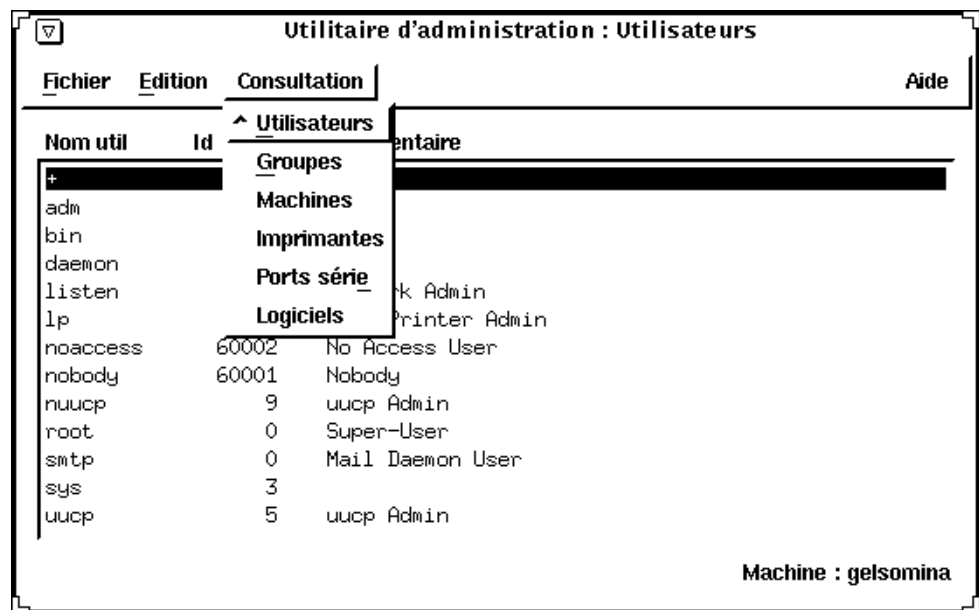 Utilitaire d'administration : Utilisateurs
Fichier Edition Consultation Aide
^ Utilisateurs
Groupes
Machines
Imprimantes
Ports série
Logiciels
Nom util Id entaire
+
adm
bin
daemon
listen rk Admin
lp Printer Admin
noaccess 60002 No Access User
nobody 60001 Nobody
nuucp 9 uucp Admin
root 0 Super-User
smtp 0 Mail Daemon User
sys 3
uucp 5 uucp Admin
Machine : gelsomina